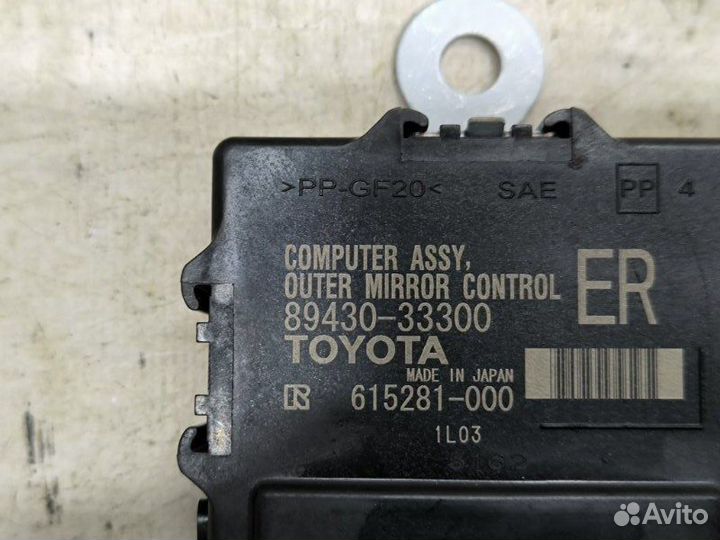 >PP-GF20< SAE PP 4
COMPUTER ASSY,
OUTER MIRROR CONTROL
ER
89430-33300
TOYOTA
MADE IN JAPAN
615281-000
1L03
Avito